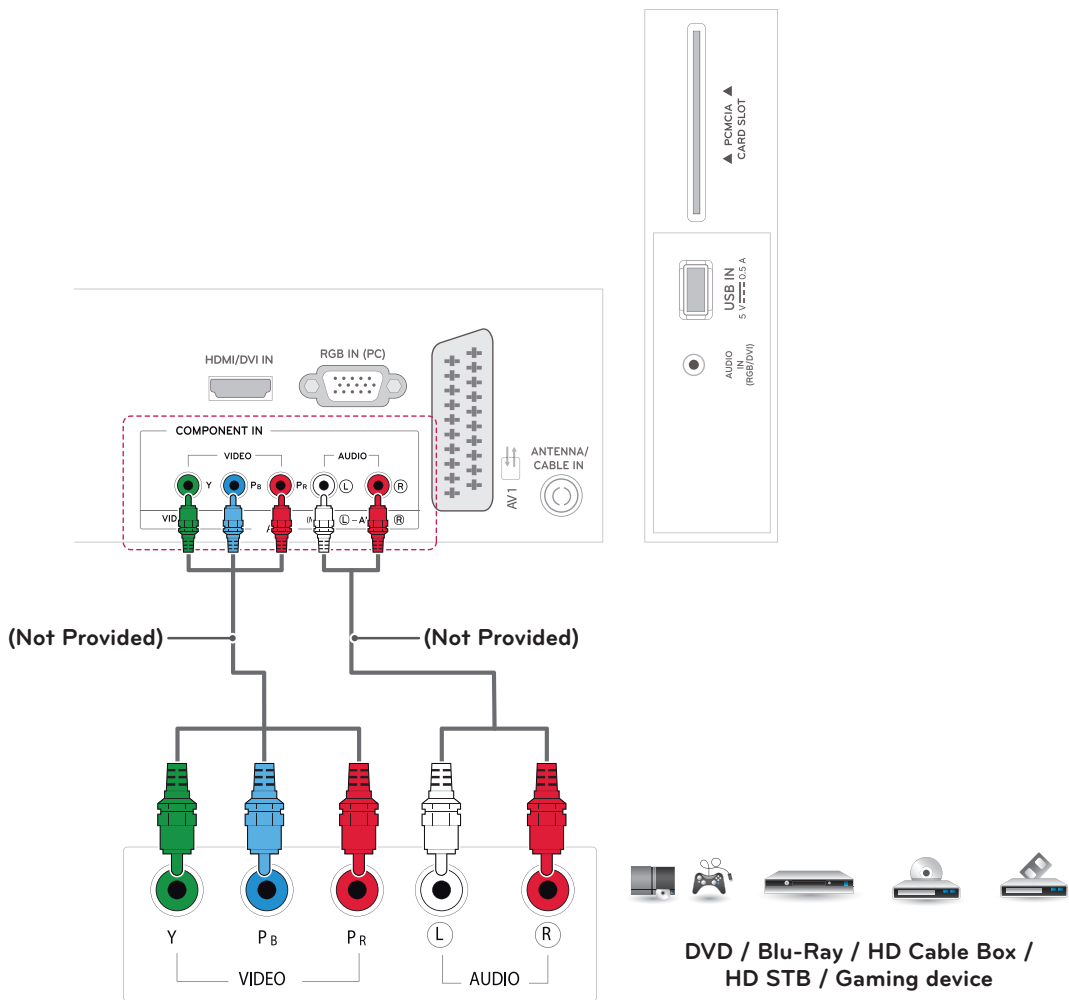 ▲ PCMCIA ▲
CARD SLOT
USB IN
5 V 0.5 A
AUDIO
IN
(RGB/DVI)
HDMI/DVI IN
RGB IN (PC)
COMPONENT IN
VIDEO
AUDIO
Y
PB
PR
L
R
VID
L
R
AV 1
ANTENNA/
CABLE IN
(Not Provided)
(Not Provided)
Y
PB
PR
L
R
VIDEO
AUDIO
DVD / Blu-Ray / HD Cable Box /
HD STB / Gaming device